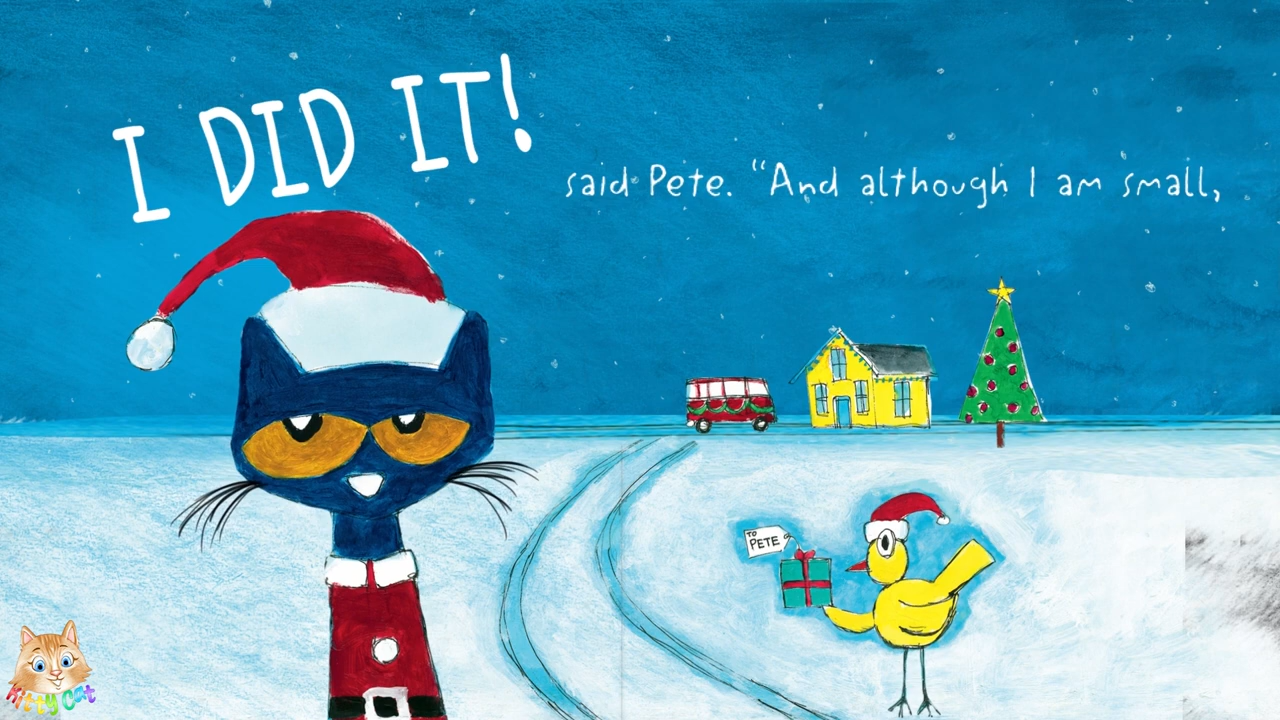 I DID IT!
said Pete. “And although I am small,
TO
PETE
Kitty Cat